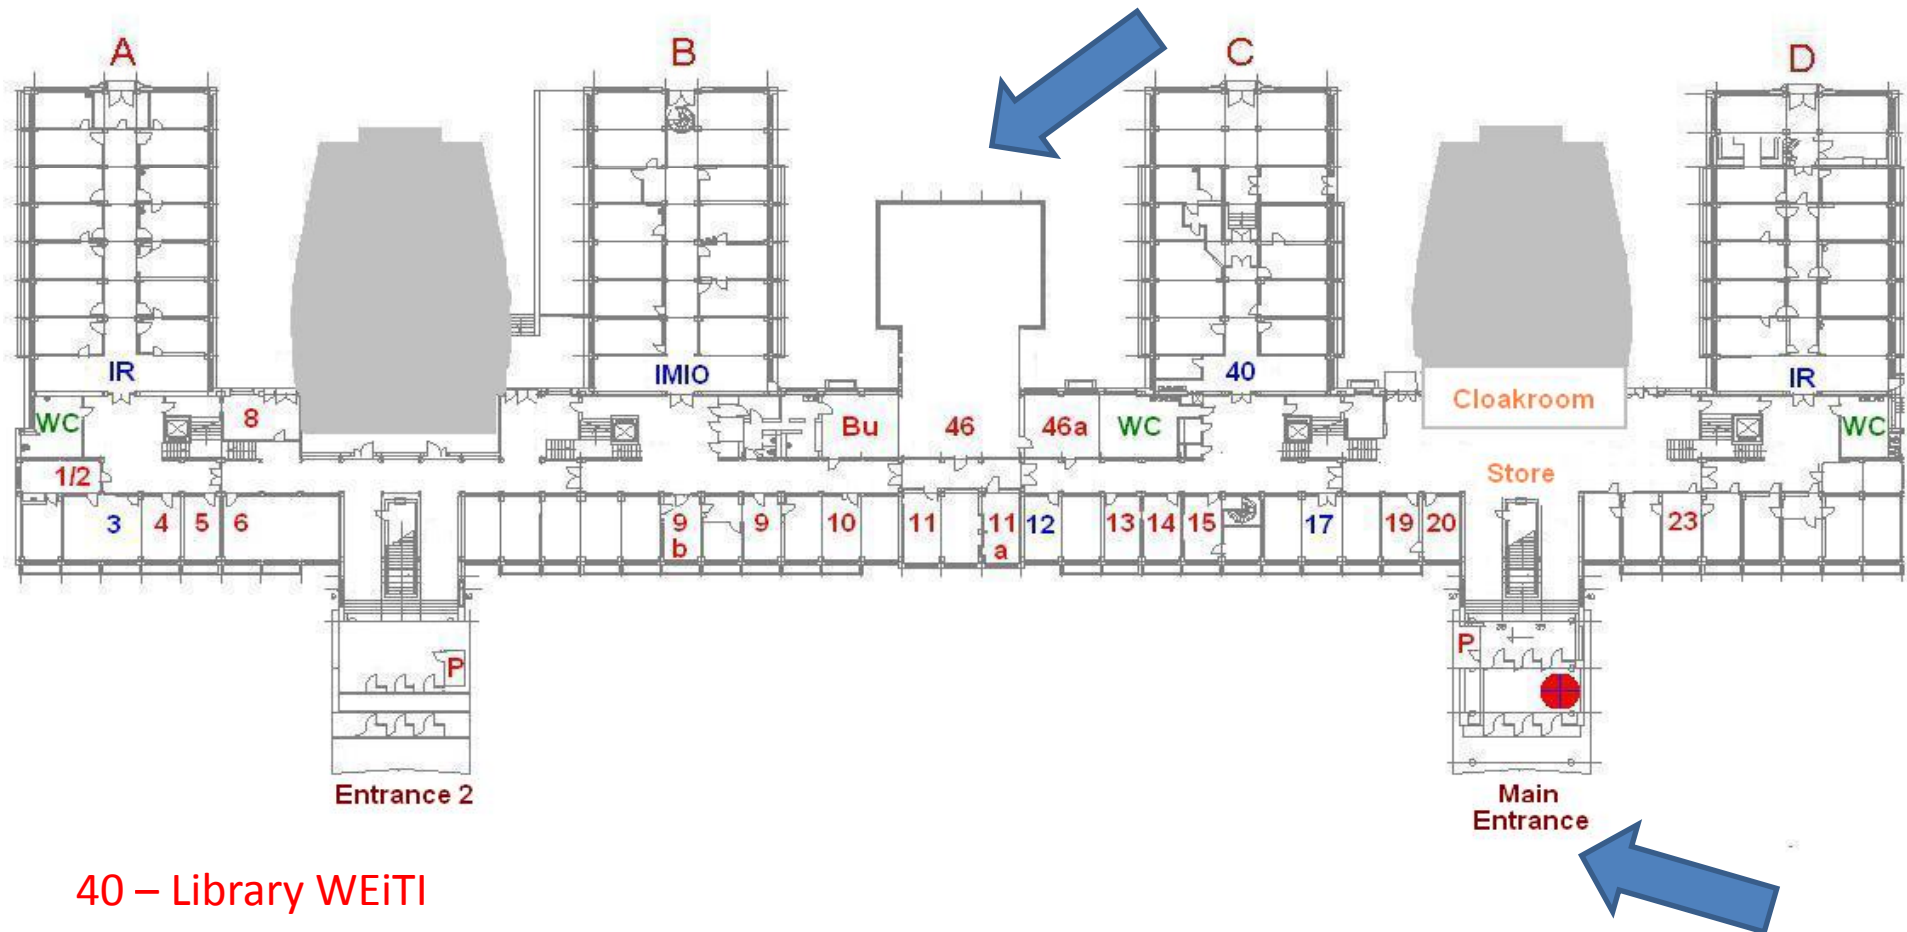 A B C D
IR IMIO 40 IR
Cloakroom
WC 8 Bu 46 46a WC WC
1/2 Store
3 4 5 6 9 b 9 10 11 11 a 12 13 14 15 17 19 20 23
P P
Entrance 2
Main
Entrance
40 – Library WEiTI